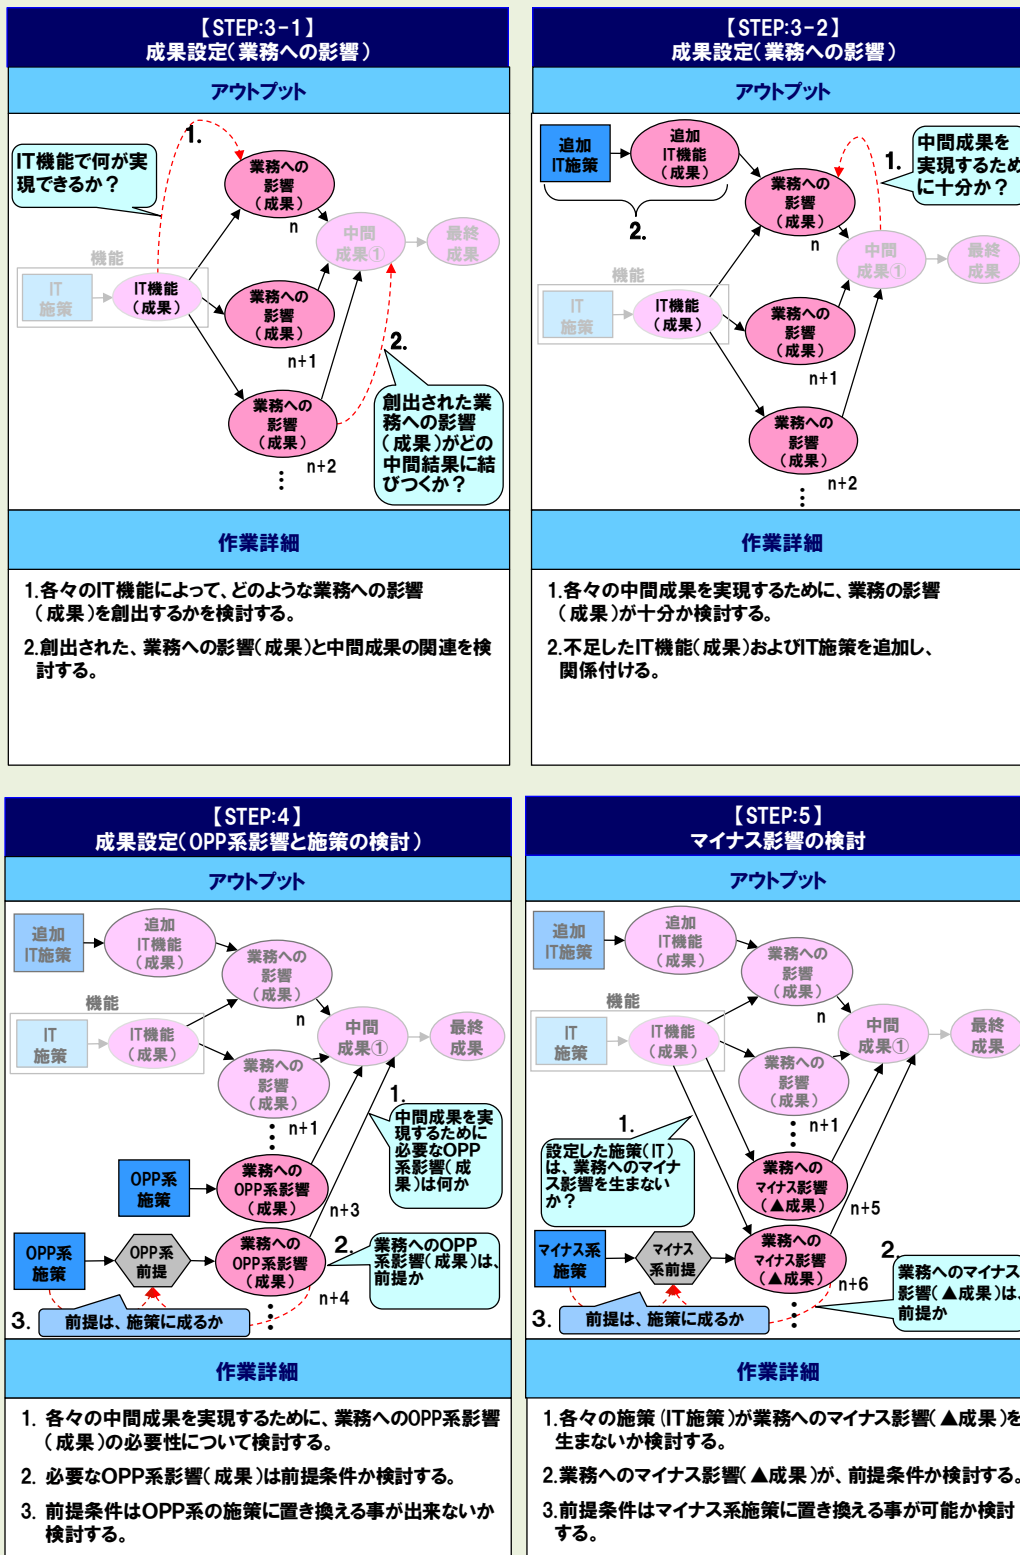 【STEP:3-1】
成果設定(業務への影響)
アウトプット
1.
IT機能で何が実
現できるか？
業務への
影響
(成果)
n
中間
成果①
最終
成果
機能
IT
施策
IT機能
(成果)
業務への
影響
(成果)
n+1
2.
業務への
影響
(成果)
n+2
創出された業
務への影響
(成果)がどの
中間結果に結
びつくか？
作業詳細
1.各々のIT機能によって、どのような業務への影響
(成果)を創出するかを検討する。
2.創出された、業務への影響(成果)と中間成果の関連を検
討する。
【STEP:3-2】
成果設定(業務への影響)
アウトプット
追加
IT施策
追加
IT機能
(成果)
2.
1.
中間成果を
実現するため
に十分か？
業務への
影響
(成果)
n
中間
成果①
最終
成果
機能
IT
施策
IT機能
(成果)
業務への
影響
(成果)
n+1
業務への
影響
(成果)
n+2
作業詳細
1.各々の中間成果を実現するために、業務の影響
(成果)が十分か検討する。
2.不足したIT機能(成果)およびIT施策を追加し、
関係付ける。
【STEP:4】
成果設定(OPP系影響と施策の検討)
アウトプット
追加
IT施策
追加
IT機能
(成果)
業務への
影響
(成果)
n
機能
IT
施策
IT機能
(成果)
中間
成果①
最終
成果
業務への
影響
(成果)
n+1
1.
中間成果を実
現するために
必要なOPP
系影響(成
果)は何か
OPP系
施策
業務への
OPP系影響
(成果)
n+3
OPP系
施策
OPP系
前提
業務への
OPP系影響
(成果)
n+4
2.
業務へのOPP
系影響(成果)は、
前提か
3.
前提は、施策に成るか
作業詳細
1. 各々の中間成果を実現するために、業務へのOPP系影響
(成果)の必要性について検討する。
2. 必要なOPP系影響(成果)は前提条件か検討する。
3. 前提条件はOPP系の施策に置き換える事が出来ないか
検討する。
【STEP:5】
マイナス影響の検討
アウトプット
追加
IT施策
追加
IT機能
(成果)
業務への
影響
(成果)
n
機能
IT
施策
IT機能
(成果)
中間
成果①
最終
成果
業務への
影響
(成果)
n+1
1.
設定した施策(IT)
は、業務へのマイナ
ス影響を生まない
か？
業務への
マイナス影響
(▲成果)
n+5
マイナス系
施策
マイナス
系前提
業務への
マイナス影響
(▲成果)
n+6
2.
業務へのマイナス
影響(▲成果)は、
前提か
3.
前提は、施策に成るか
作業詳細
1.各々の施策(IT施策)が業務へのマイナス影響(▲成果)を
生まないか検討する。
2.業務へのマイナス影響(▲成果)が、前提条件か検討する。
3.前提条件はマイナス系施策に置き換える事が可能か検討
する。